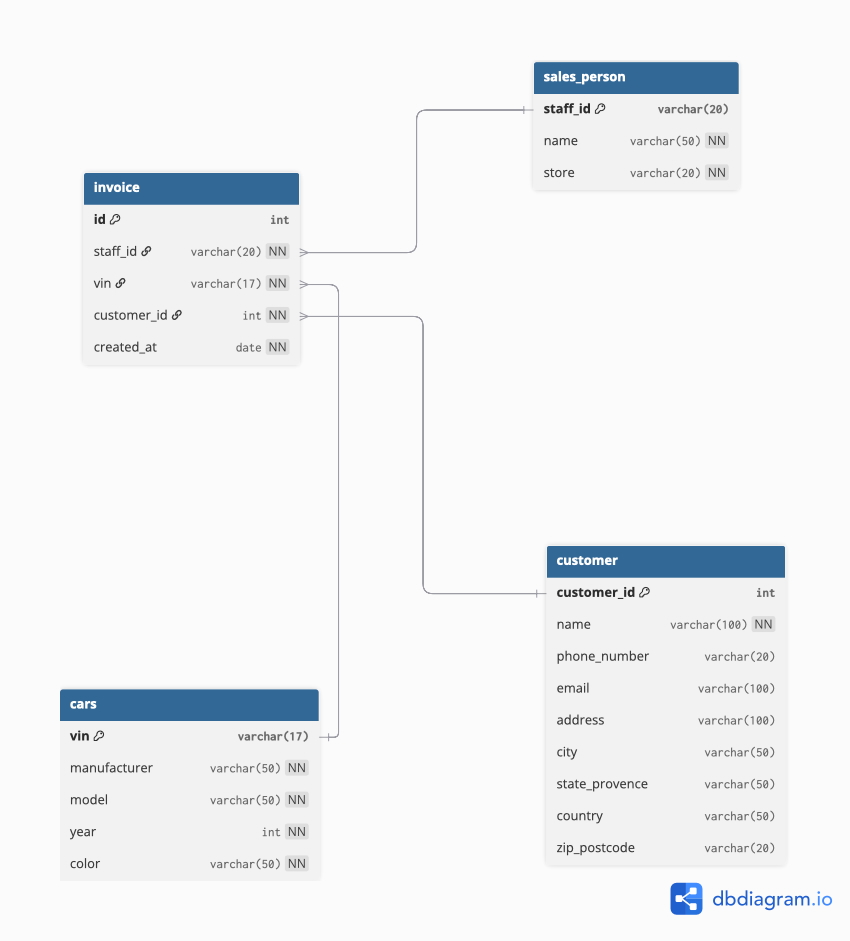 sales_person
staff_id varchar(20)
name varchar(50) NN
store varchar(20) NN
invoice
id int
staff_id varchar(20) NN
vin varchar(17) NN
customer_id int NN
created_at date NN
customer
customer_id int
name varchar(100) NN
phone_number varchar(20)
email varchar(100)
address varchar(100)
city varchar(50)
state_provence varchar(50)
country varchar(50)
zip_postcode varchar(20)
cars
vin varchar(17)
manufacturer varchar(50) NN
model varchar(50) NN
year int NN
color varchar(50) NN
dbdiagram.io